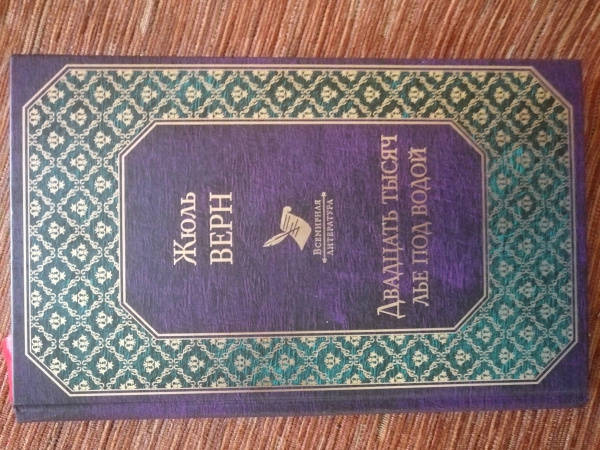 Жюль
ВЕРН
Всемирная
литература
Двадцать тысяч
лье под водой